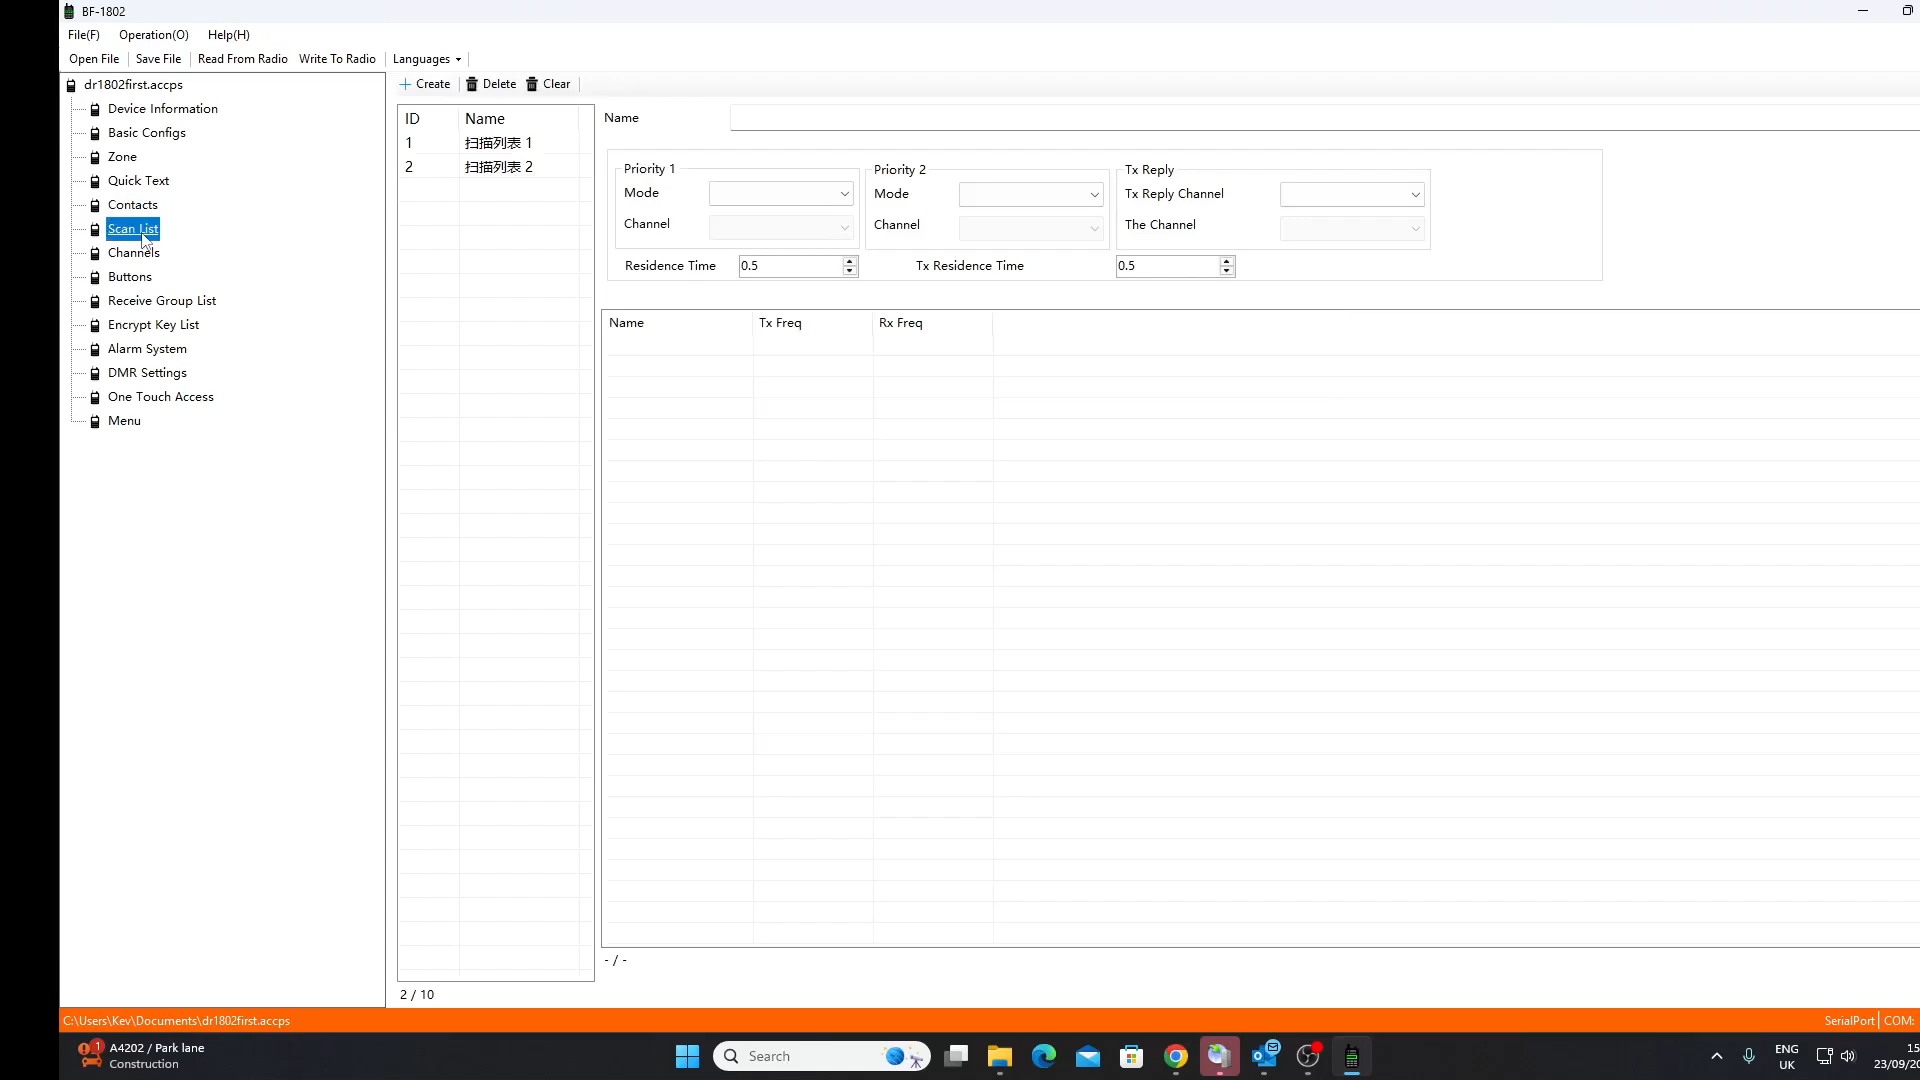 BF-1802
File(F) Operation(O) Help(H)
Open File Save File Read From Radio Write To Radio Languages
dr1802first.accps
Device Information
Basic Configs
Zone
Quick Text
Contacts
Scan List
Channels
Buttons
Receive Group List
Encrypt Key List
Alarm System
DMR Settings
One Touch Access
Menu
Create Delete Clear
ID Name
1 扫描列表 1
2 扫描列表 2
2 / 10
Name
Priority 1
Mode
Channel
Priority 2
Mode
Channel
Tx Reply
Tx Reply Channel
The Channel
Residence Time 0.5 Tx Residence Time 0.5
Name Tx Freq Rx Freq
- / -
C:\Users\Kev\Documents\dr1802first.accps SerialPort COM:
1
A4202 / Park lane
Construction
Search
ENG
UK
15
23/09/20